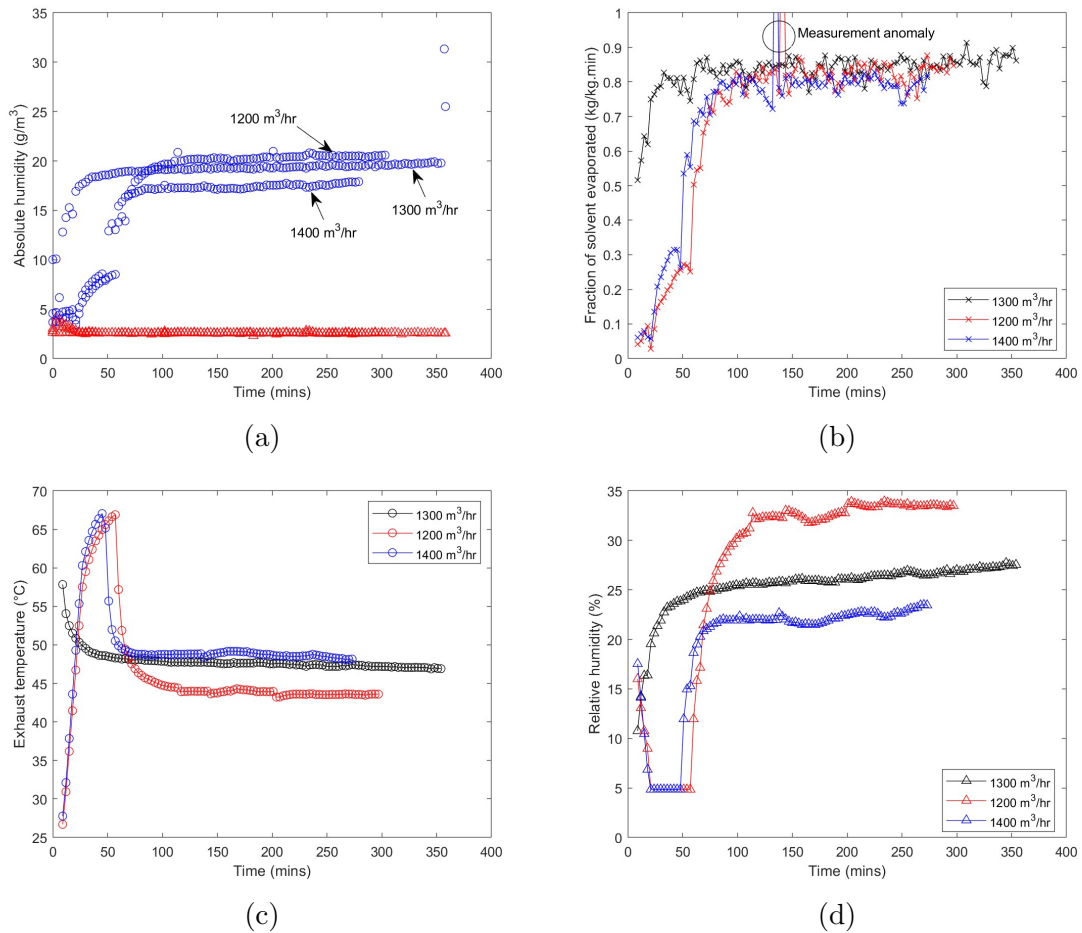 35
30
25
20
15
10
5
0
Absolute humidity (g/m³)
1200 m³/hr
1300 m³/hr
1400 m³/hr
0 50 100 150 200 250 300 350 400
Time (mins)
(a)
1
0.9
0.8
0.7
0.6
0.5
0.4
0.3
0.2
0.1
0
Fraction of solvent evaporated (kg/kg.min)
Measurement anomaly
1300 m³/hr
1200 m³/hr
1400 m³/hr
0 50 100 150 200 250 300 350 400
Time (mins)
(b)
70
65
60
55
50
45
40
35
30
25
Exhaust temperature (°C)
1300 m³/hr
1200 m³/hr
1400 m³/hr
0 50 100 150 200 250 300 350 400
Time (mins)
(c)
35
30
25
20
15
10
5
0
Relative humidity (%)
1300 m³/hr
1200 m³/hr
1400 m³/hr
0 50 100 150 200 250 300 350 400
Time (mins)
(d)